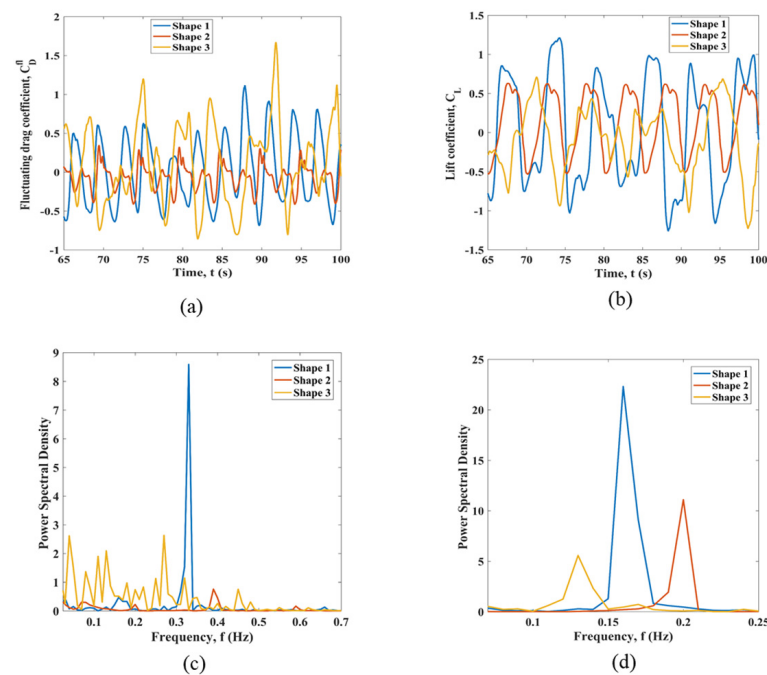 2
1.5
1
0.5
0
-0.5
-1
65 70 75 80 85 90 95 100
Fluctuating drag coefficient, C_D^fl
Time, t (s)
Shape 1
Shape 2
Shape 3
(a)
1.5
1
0.5
0
-0.5
-1
-1.5
65 70 75 80 85 90 95 100
Lift coefficient, C_L
Time, t (s)
Shape 1
Shape 2
Shape 3
(b)
9
8
7
6
5
4
3
2
1
0
0.1 0.2 0.3 0.4 0.5 0.6 0.7
Power Spectral Density
Frequency, f (Hz)
Shape 1
Shape 2
Shape 3
(c)
25
20
15
10
5
0
0.1 0.15 0.2 0.25
Power Spectral Density
Frequency, f (Hz)
Shape 1
Shape 2
Shape 3
(d)